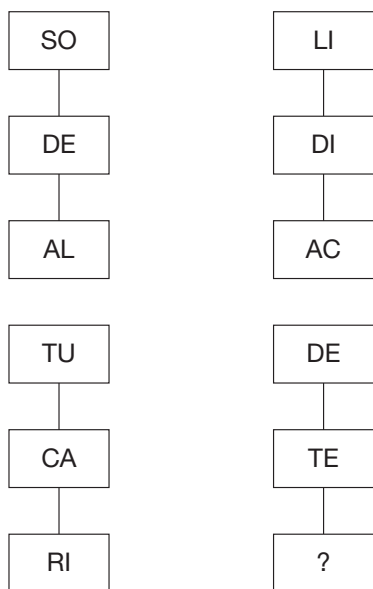 SO LI
DE DI
AL AC
TU DE
CA TE
RI ?